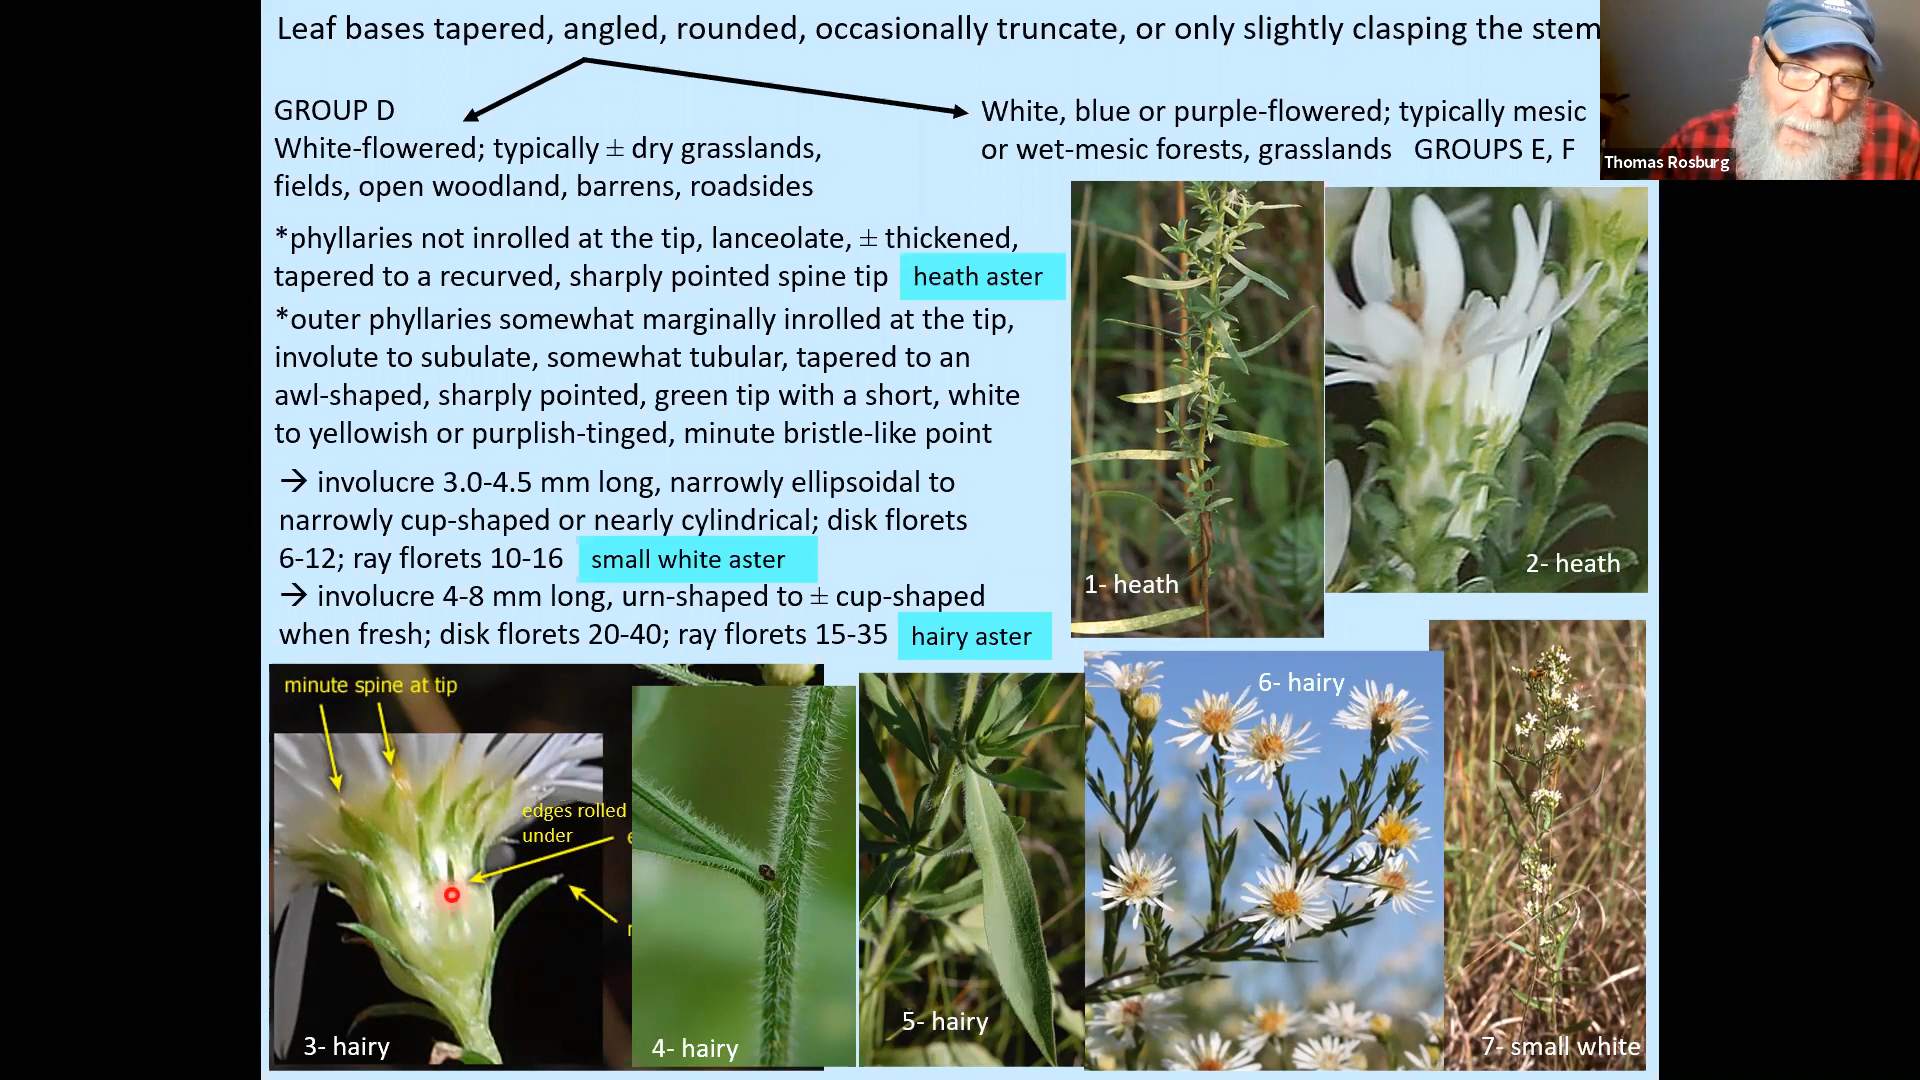 Leaf bases tapered, angled, rounded, occasionally truncate, or only slightly clasping the stem
GROUP D
White-flowered; typically ± dry grasslands,
fields, open woodland, barrens, roadsides
White, blue or purple-flowered; typically mesic
or wet-mesic forests, grasslands GROUPS E, F
Thomas Rosburg
*phyllaries not inrolled at the tip, lanceolate, ± thickened,
tapered to a recurved, sharply pointed spine tip heath aster
*outer phyllaries somewhat marginally inrolled at the tip,
involute to subulate, somewhat tubular, tapered to an
awl-shaped, sharply pointed, green tip with a short, white
to yellowish or purplish-tinged, minute bristle-like point
→ involucre 3.0-4.5 mm long, narrowly ellipsoidal to
narrowly cup-shaped or nearly cylindrical; disk florets
6-12; ray florets 10-16 small white aster
→ involucre 4-8 mm long, urn-shaped to ± cup-shaped
when fresh; disk florets 20-40; ray florets 15-35 hairy aster
1- heath
2- heath
minute spine at tip
edges rolled
under
3- hairy
4- hairy
5- hairy
6- hairy
7- small white